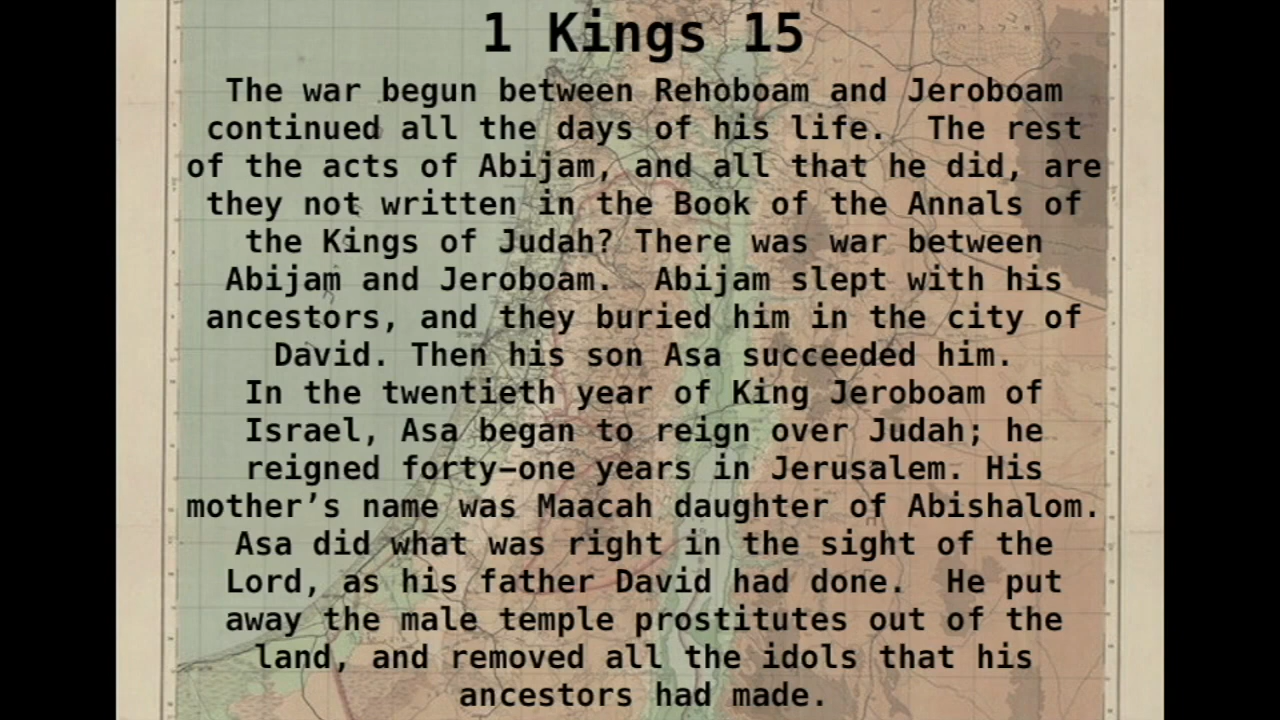 1 Kings 15
The war begun between Rehoboam and Jeroboam
continued all the days of his life.  The rest
of the acts of Abijam, and all that he did, are
they not written in the Book of the Annals of
the Kings of Judah? There was war between
Abijam and Jeroboam.  Abijam slept with his
ancestors, and they buried him in the city of
David. Then his son Asa succeeded him.
In the twentieth year of King Jeroboam of
Israel, Asa began to reign over Judah; he
reigned forty–one years in Jerusalem. His
mother’s name was Maacah daughter of Abishalom.
Asa did what was right in the sight of the
Lord, as his father David had done.  He put
away the male temple prostitutes out of the
land, and removed all the idols that his
ancestors had made.